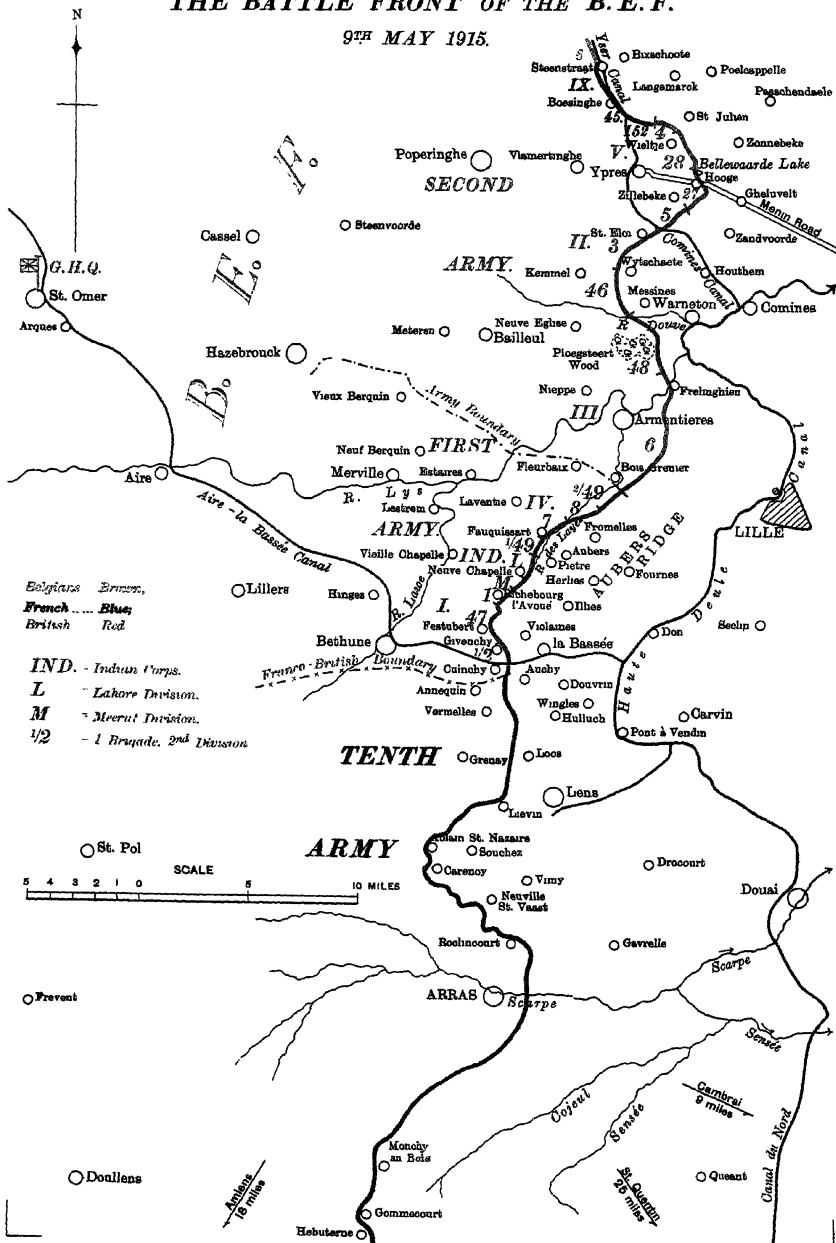 THE BATTLE FRONT OF THE B.E.F.
9TH MAY 1915.
N
Yser Canal
6
Steenstraat
Bixschoote
Langemarck
Poelcappelle
Passchendaele
IX.
Boesinghe
45.
152
4
St Julien
Wieltje
Zonnebeke
Poperinghe
Vlamertinghe
V.
Ypres
28
Bellewaarde Lake
Hooge
SECOND
27
Zillebeke
Gheluvelt
Menin Road
5
B. E. F.
Cassel
Steenvoorde
II.
St. Eloi
3
Comines Canal
Zandvoorde
G.H.Q.
St. Omer
ARMY.
Kemmel
Wytschaete
Houthem
46
Messines
Warneton
Comines
Arques
Meteren
Neuve Eglise
Bailleul
R. Douve
Hazebrouck
Ploegsteert
Wood
48
Vieux Berquin
Army Boundary
Nieppe
Frelinghien
III
Armentieres
Neuf Berquin
FIRST
6
Canal
Aire
Merville
Estaires
Fleurbaix
Bois Grenier
R. Lys
2/49
Lestrem
Laventie
IV.
8
7
LILLE
ARMY.
Fauquissart
Fromelles
Aire-la Bassée Canal
1/49
R. des Layes
AUBERS RIDGE
Vieille Chapelle
IND.
L
Aubers
Pietre
Neuve Chapelle
Herlies
Fournes
Belgians Brown,
French ..... Blue;
British Red
Lillers
Hinges
R. Lawe
M
1
Richebourg
l'Avoué
Illies
Haute Deule
I.
47
Festubert
Violaines
Seclin
Bethune
Givenchy
1/2
la Bassée
Don
Franco-British Boundary
Cuinchy
Auchy
IND. - Indian Corps.
L " Lahore Division.
M " Meerut Division.
1/2 - 1 Brigade, 2nd Division
Annequin
Douvrin
Vermelles
Wingles
Hulluch
Carvin
Pont à Vendin
TENTH
Grenay
Loos
Lens
Lievin
ARMY
St. Pol
Ablain St. Nazaire
Souchez
Carency
Vimy
Drocourt
SCALE
5 4 3 2 1 0 5 10 MILES
Neuville
St. Vaast
Douai
Roclincourt
Gavrelle
Scarpe
Frevent
ARRAS
Scarpe
Sensée
Cojeul
Sensée
Cambrai
9 miles
Canal du Nord
Monchy
au Bois
Doullens
Amiens
18 miles
St. Quentin
25 miles
Queant
Gommecourt
Hebuterne